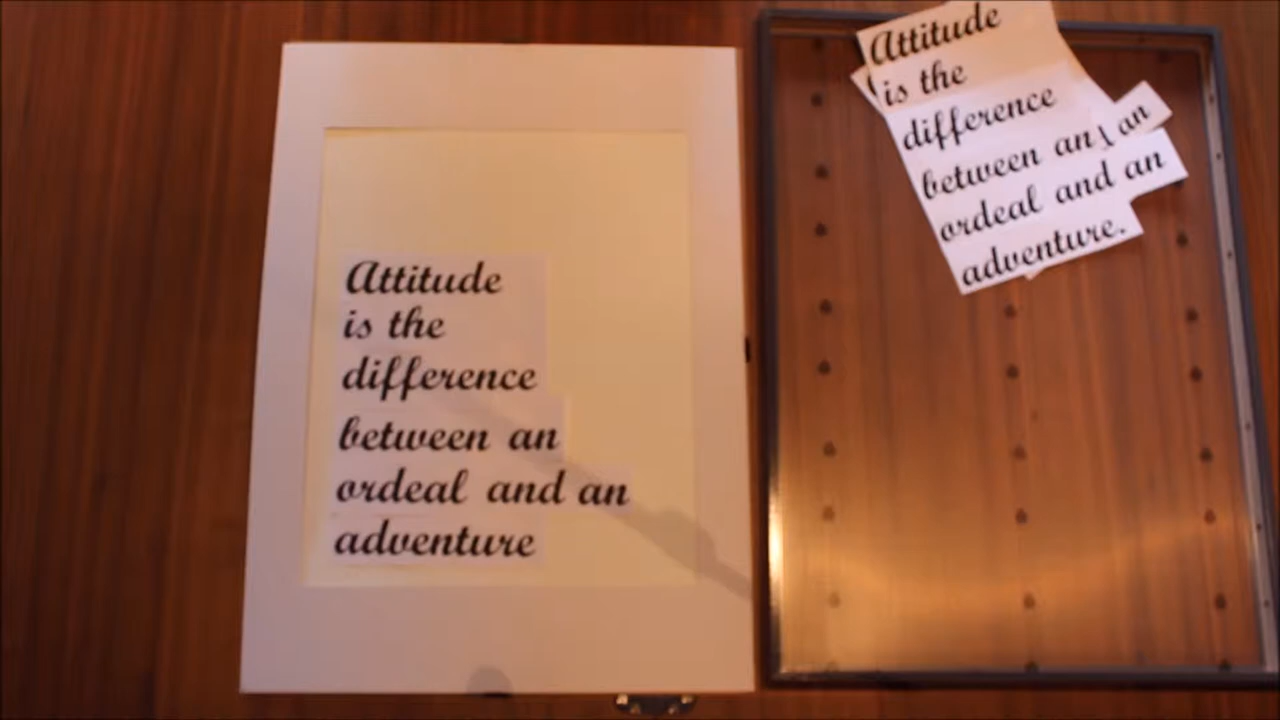 Attitude
is the
difference
between an
ordeal and an
adventure
Attitude
is the
difference
between an
an
ordeal and an
adventure.